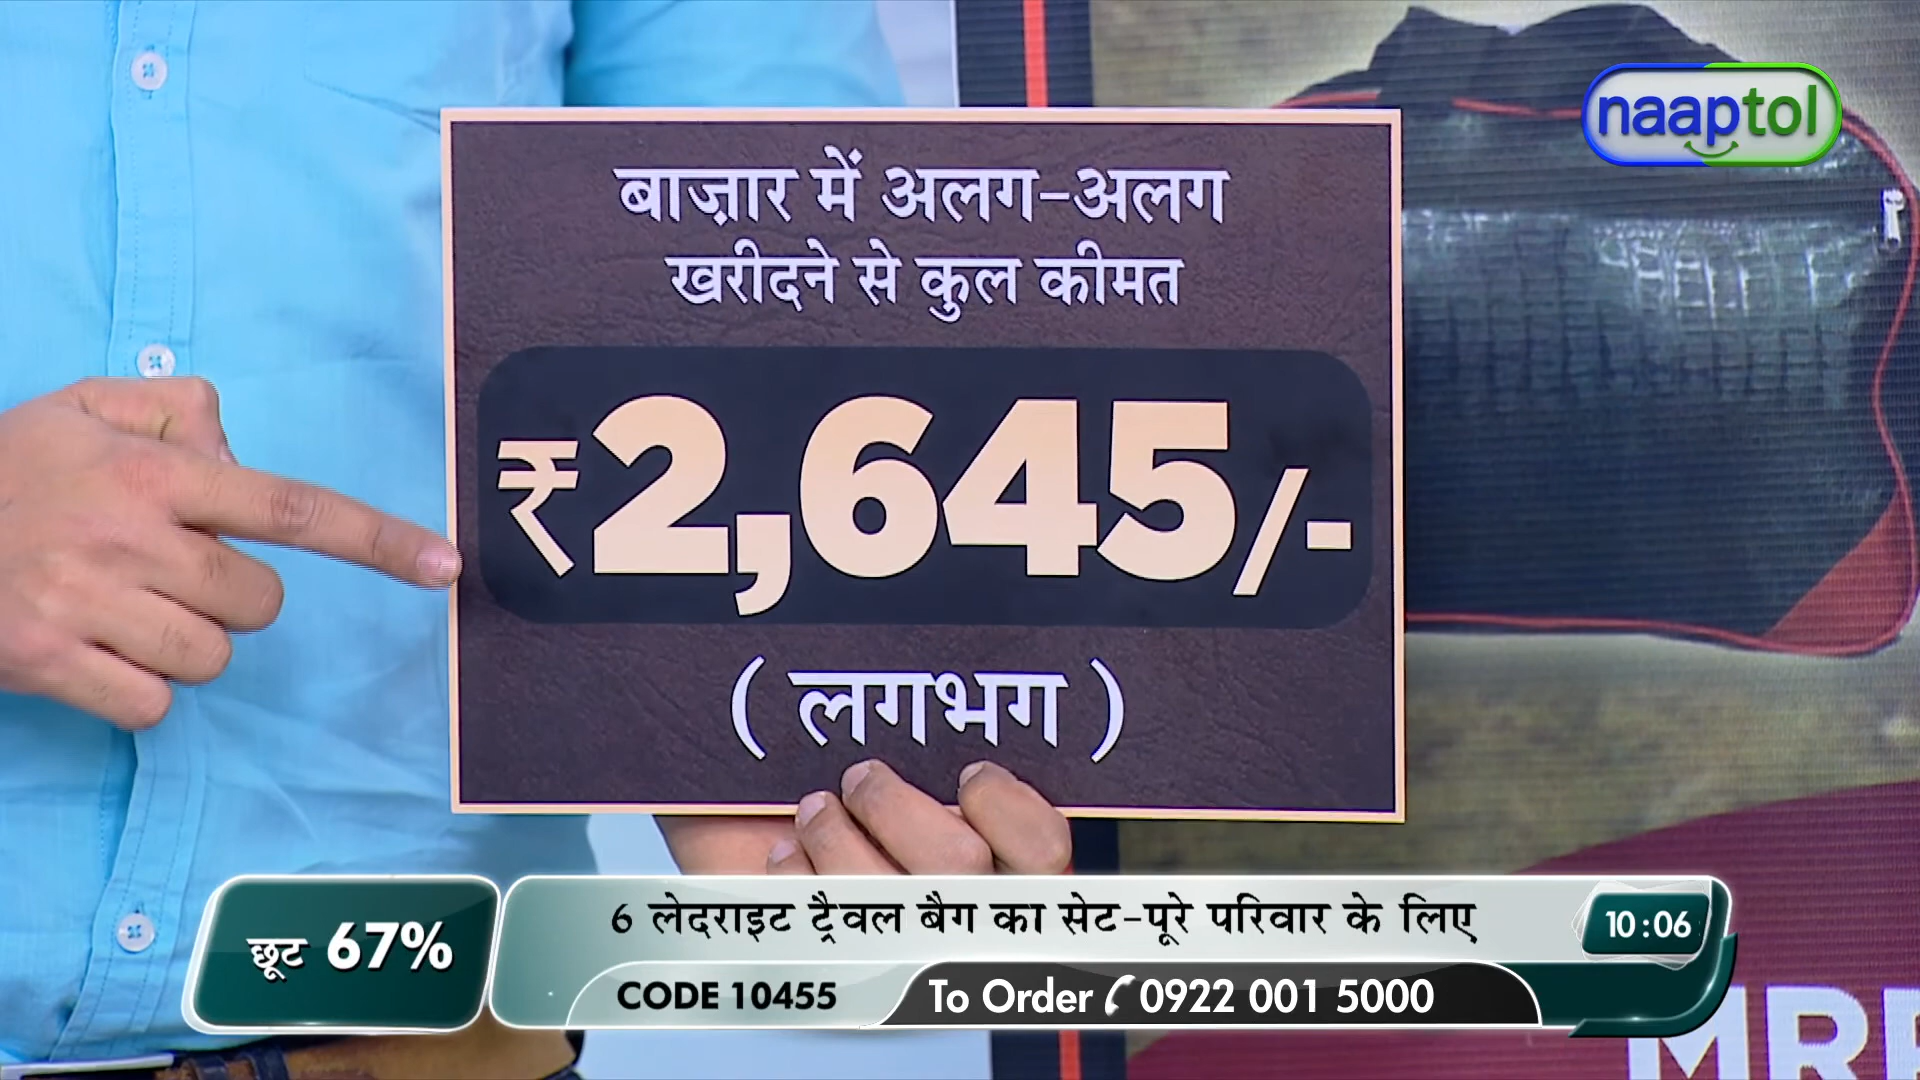 naaptol
बाज़ार में अलग-अलग
खरीदने से कुल कीमत
₹2,645/-
( लगभग )
छूट 67%
6 लेदराइट ट्रैवल बैग का सेट-पूरे परिवार के लिए
10:06
CODE 10455
To Order 0922 001 5000
MRP